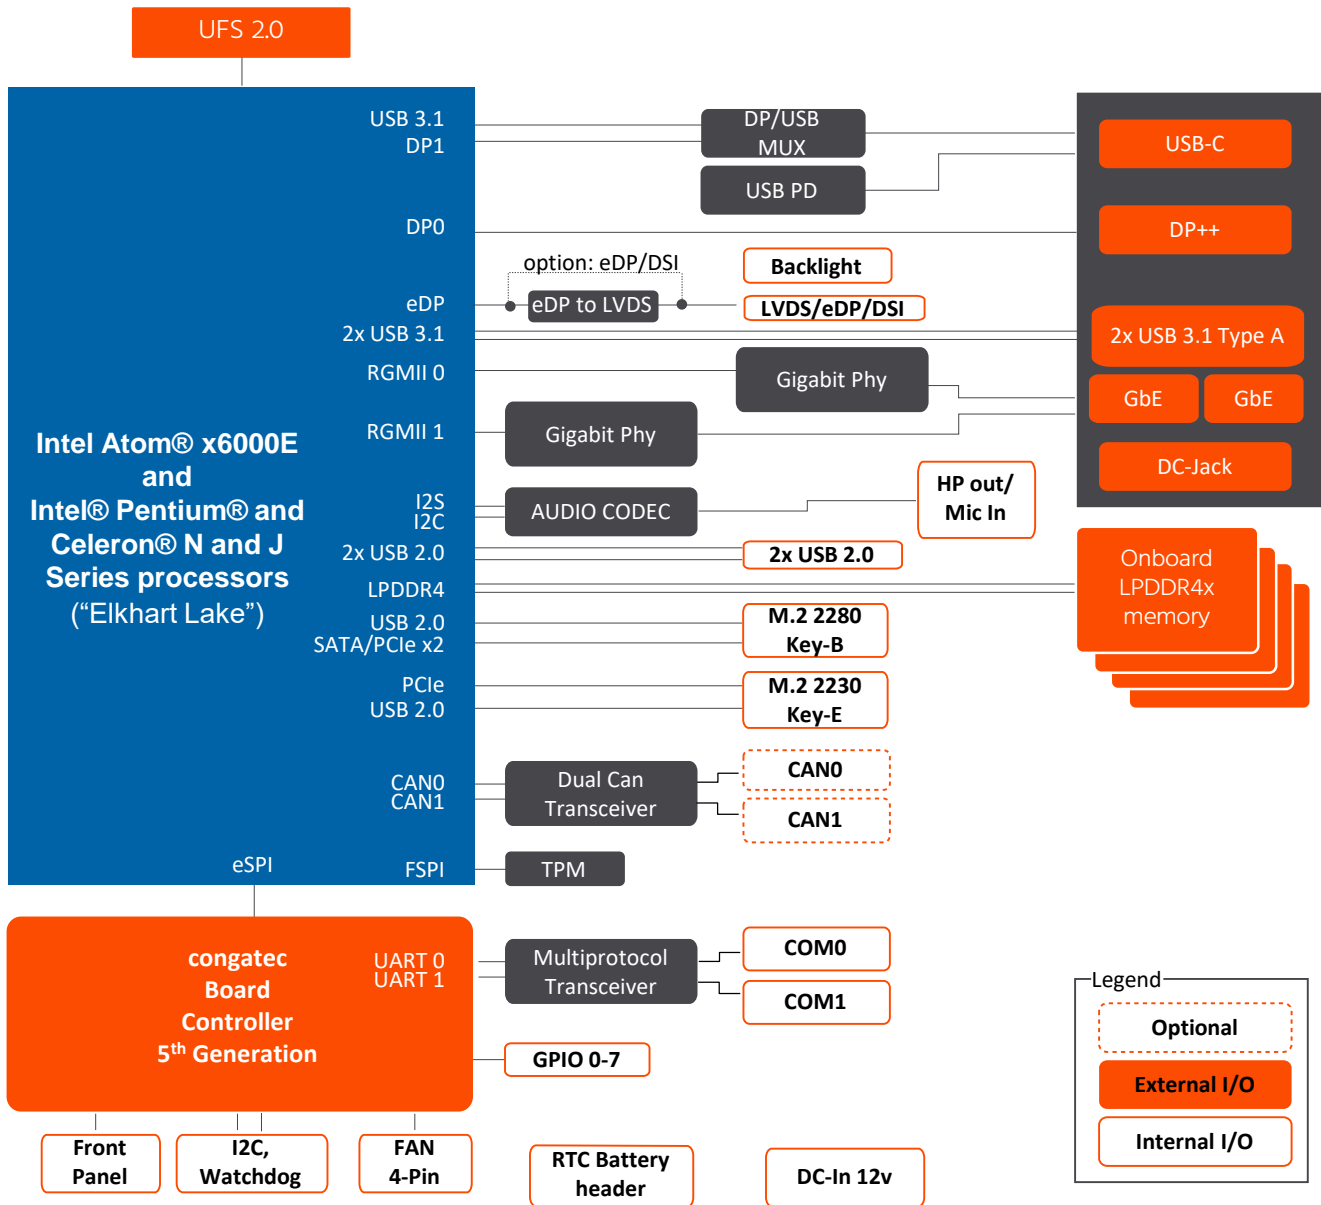 UFS 2.0
USB 3.1
DP1
DP/USB
MUX
USB PD
USB-C
DP0
DP++
option: eDP/DSI
Backlight
eDP
eDP to LVDS
LVDS/eDP/DSI
2x USB 3.1
2x USB 3.1 Type A
RGMII 0
Gigabit Phy
GbE
GbE
RGMII 1
Gigabit Phy
DC-Jack
Intel Atom® x6000E
and
Intel® Pentium® and
Celeron® N and J
Series processors
(“Elkhart Lake”)
I2S
I2C
AUDIO CODEC
HP out/
Mic In
2x USB 2.0
2x USB 2.0
LPDDR4
Onboard
LPDDR4x
memory
USB 2.0
SATA/PCIe x2
M.2 2280
Key-B
PCIe
USB 2.0
M.2 2230
Key-E
CAN0
CAN1
Dual Can
Transceiver
CAN0
CAN1
eSPI
FSPI
TPM
congatec
Board
Controller
5th Generation
UART 0
UART 1
Multiprotocol
Transceiver
COM0
COM1
GPIO 0-7
Front
Panel
I2C,
Watchdog
FAN
4-Pin
RTC Battery
header
DC-In 12v
Legend
Optional
External I/O
Internal I/O